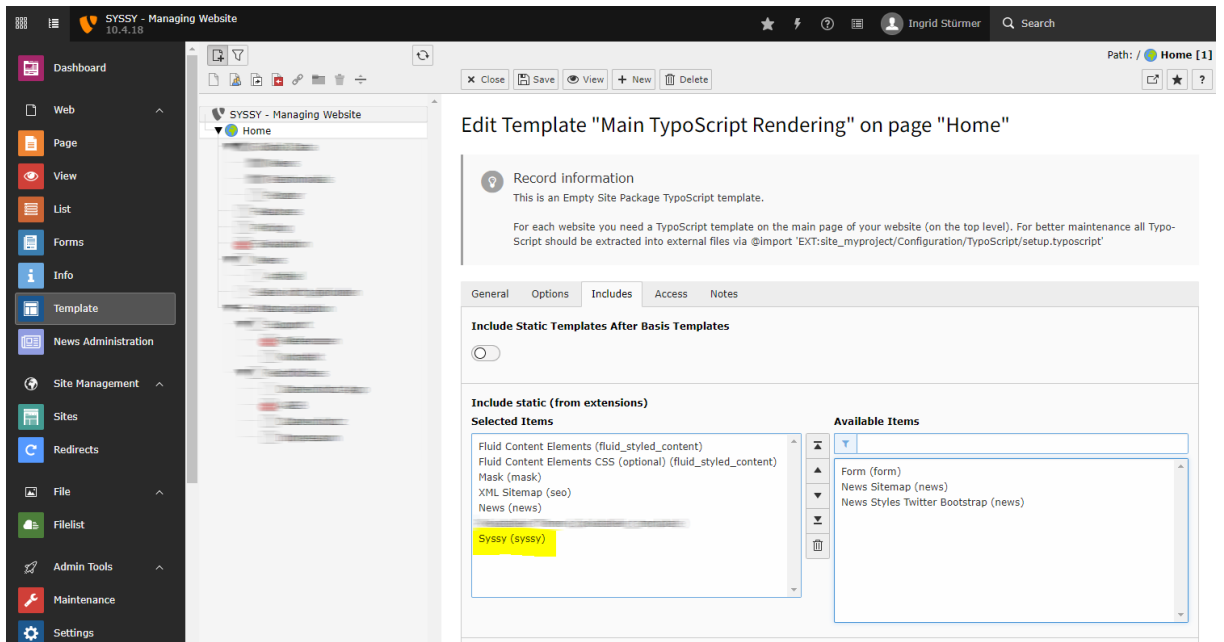 SYSSY - Managing Website
10.4.18
Ingrid Stürmer
Search
Dashboard
Web
Page
View
List
Forms
Info
Template
News Administration
Site Management
Sites
Redirects
File
Filelist
Admin Tools
Maintenance
Settings
SYSSY - Managing Website
Home
Path: / Home [1]
Close
Save
View
New
Delete
Edit Template "Main TypoScript Rendering" on page "Home"
Record information
This is an Empty Site Package TypoScript template.
For each website you need a TypoScript template on the main page of your website (on the top level). For better maintenance all Typo-
Script should be extracted into external files via @import 'EXT:site_myproject/Configuration/TypoScript/setup.typoscript'
General Options Includes Access Notes
Include Static Templates After Basis Templates
Include static (from extensions)
Selected Items
Fluid Content Elements (fluid_styled_content)
Fluid Content Elements CSS (optional) (fluid_styled_content)
Mask (mask)
XML Sitemap (seo)
News (news)
Syssy (syssy)
Available Items
Form (form)
News Sitemap (news)
News Styles Twitter Bootstrap (news)